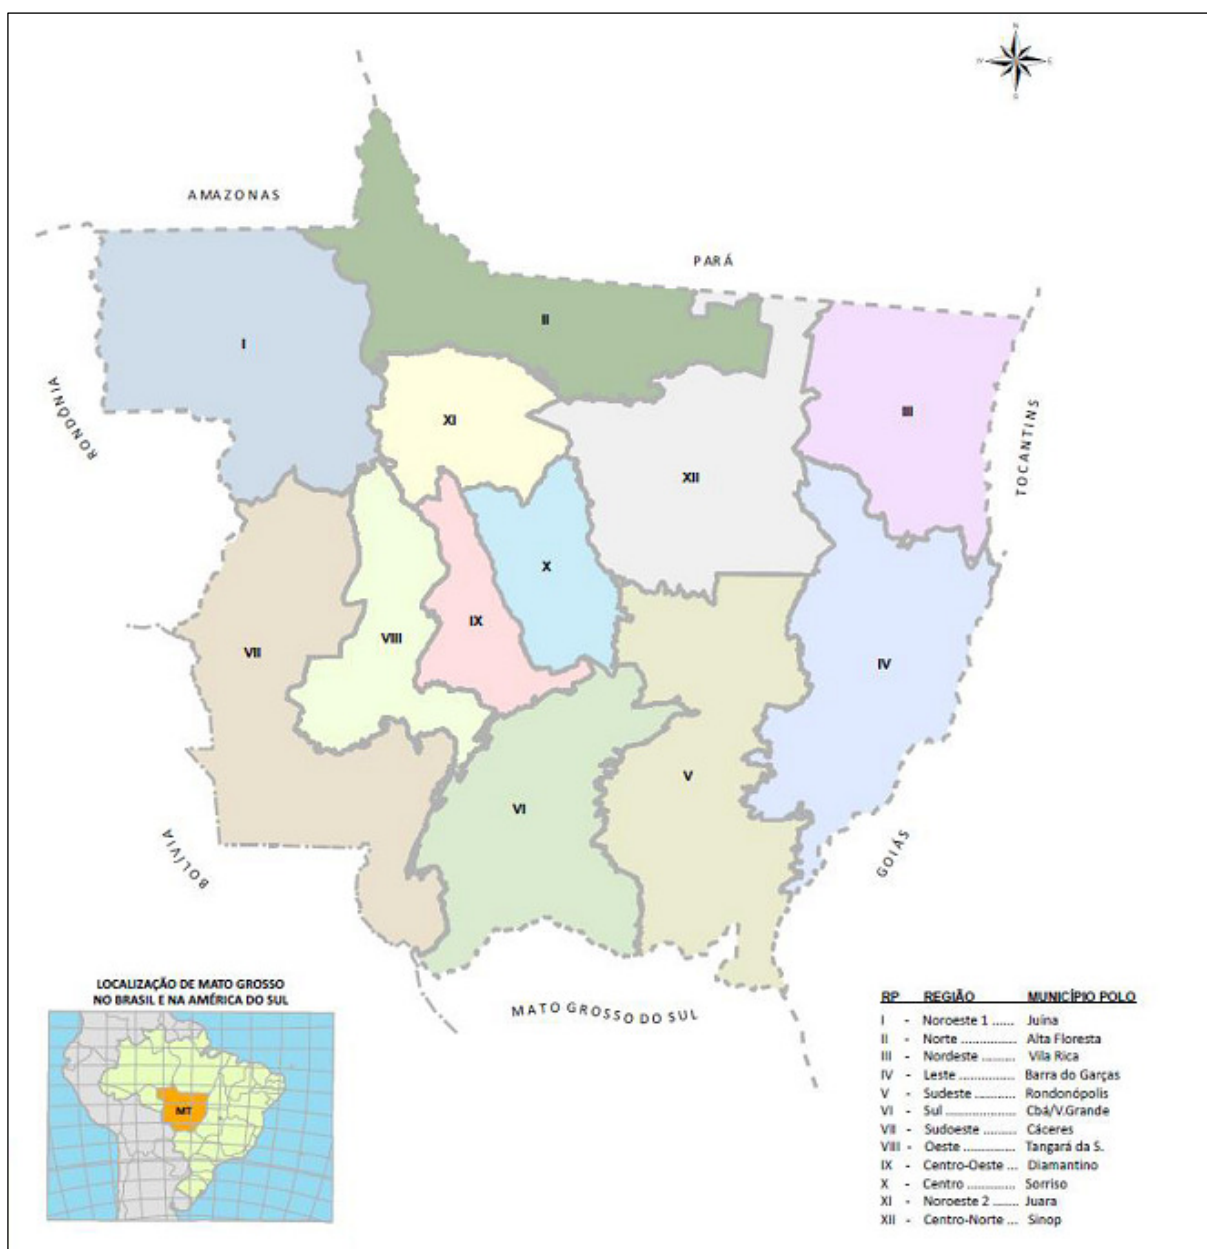 N
W E
S
AMAZONAS
PARÁ
RONDÔNIA
TOCANTINS
I
II
III
XI
XII
X
IX
VIII
VII
IV
V
VI
BOLÍVIA
GOIÁS
MATO GROSSO DO SUL
LOCALIZAÇÃO DE MATO GROSSO
NO BRASIL E NA AMÉRICA DO SUL
MT
RP REGIÃO MUNICÍPIO POLO
I - Noroeste 1 ...... Juína
II - Norte ................ Alta Floresta
III - Nordeste ......... Vila Rica
IV - Leste ................ Barra do Garças
V - Sudeste ........... Rondonópolis
VI - Sul .................... Cbá/V.Grande
VII - Sudoeste ......... Cáceres
VIII - Oeste ............... Tangará da S.
IX - Centro-Oeste ... Diamantino
X - Centro .............. Sorriso
XI - Noroeste 2 ....... Juara
XII - Centro-Norte ... Sinop